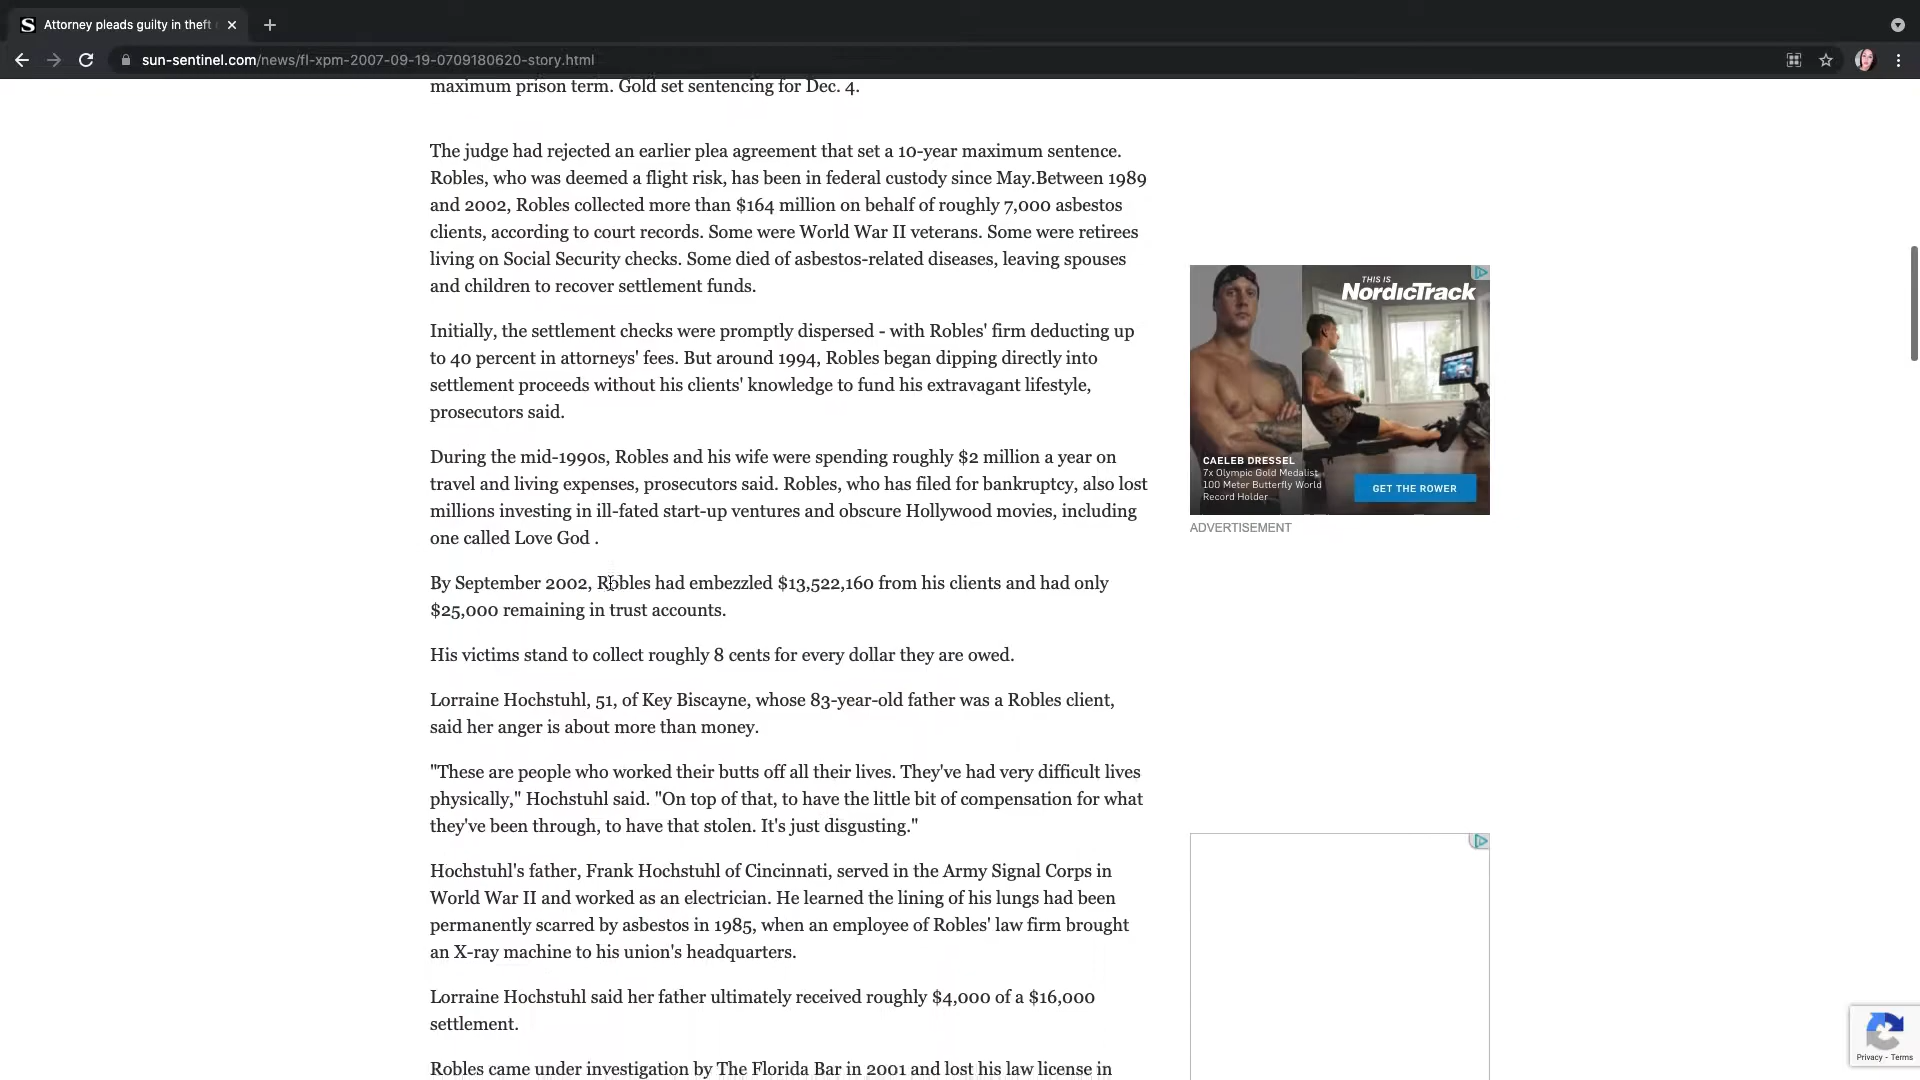 Attorney pleads guilty in theft
sun-sentinel.com/news/fl-xpm-2007-09-19-0709180620-story.html
maximum prison term. Gold set sentencing for Dec. 4.
The judge had rejected an earlier plea agreement that set a 10-year maximum sentence.
Robles, who was deemed a flight risk, has been in federal custody since May.Between 1989
and 2002, Robles collected more than $164 million on behalf of roughly 7,000 asbestos
clients, according to court records. Some were World War II veterans. Some were retirees
living on Social Security checks. Some died of asbestos-related diseases, leaving spouses
and children to recover settlement funds.
Initially, the settlement checks were promptly dispersed - with Robles' firm deducting up
to 40 percent in attorneys' fees. But around 1994, Robles began dipping directly into
settlement proceeds without his clients' knowledge to fund his extravagant lifestyle,
prosecutors said.
During the mid-1990s, Robles and his wife were spending roughly $2 million a year on
travel and living expenses, prosecutors said. Robles, who has filed for bankruptcy, also lost
millions investing in ill-fated start-up ventures and obscure Hollywood movies, including
one called Love God .
By September 2002, Robles had embezzled $13,522,160 from his clients and had only
$25,000 remaining in trust accounts.
His victims stand to collect roughly 8 cents for every dollar they are owed.
Lorraine Hochstuhl, 51, of Key Biscayne, whose 83-year-old father was a Robles client,
said her anger is about more than money.
"These are people who worked their butts off all their lives. They've had very difficult lives
physically," Hochstuhl said. "On top of that, to have the little bit of compensation for what
they've been through, to have that stolen. It's just disgusting."
Hochstuhl's father, Frank Hochstuhl of Cincinnati, served in the Army Signal Corps in
World War II and worked as an electrician. He learned the lining of his lungs had been
permanently scarred by asbestos in 1985, when an employee of Robles' law firm brought
an X-ray machine to his union's headquarters.
Lorraine Hochstuhl said her father ultimately received roughly $4,000 of a $16,000
settlement.
Robles came under investigation by The Florida Bar in 2001 and lost his law license in
THIS IS
NordicTrack
CAELEB DRESSEL
7x Olympic Gold Medalist
100 Meter Butterfly World
Record Holder
GET THE ROWER
ADVERTISEMENT
Privacy - Terms